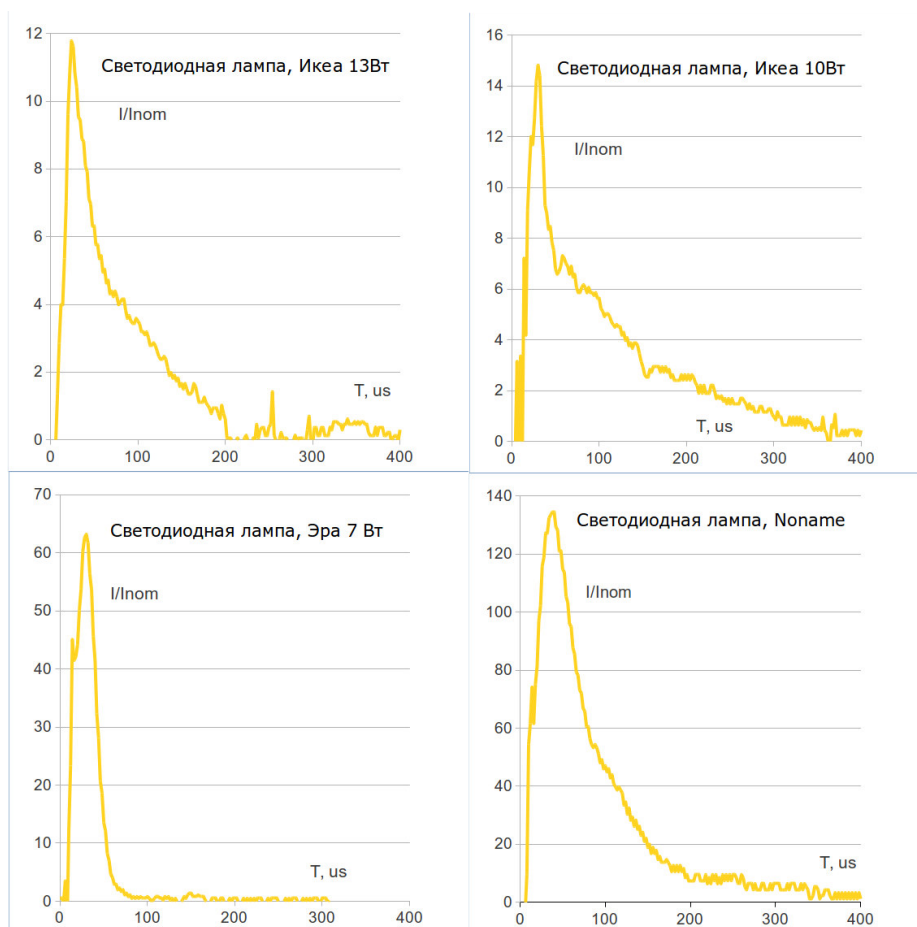 Светодиодная лампа, Икеа 13Вт
I/Inom
12
10
8
6
4
2
0
T, us
0 100 200 300 400
Светодиодная лампа, Икеа 10Вт
I/Inom
16
14
12
10
8
6
4
2
0
T, us
0 100 200 300 400
Светодиодная лампа, Эра 7 Вт
I/Inom
70
60
50
40
30
20
10
0
T, us
0 100 200 300 400
Светодиодная лампа, Noname
I/Inom
140
120
100
80
60
40
20
0
T, us
0 100 200 300 400